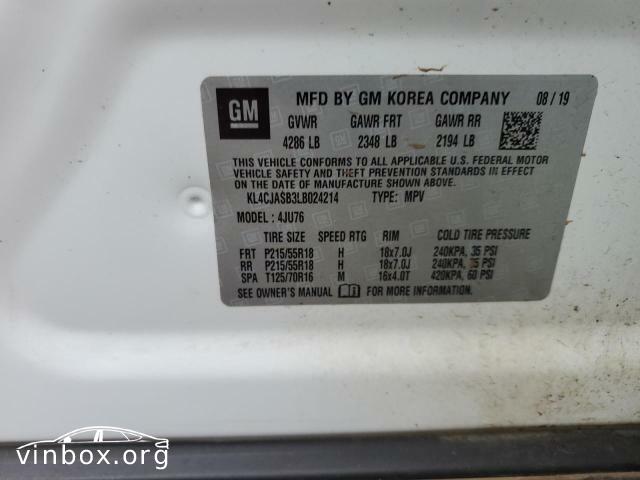 GM
MFD BY GM KOREA COMPANY 08/19
GVWR GAWR FRT GAWR RR
4286 LB 2348 LB 2194 LB
THIS VEHICLE CONFORMS TO ALL APPLICABLE U.S. FEDERAL MOTOR
VEHICLE SAFETY AND THEFT PREVENTION STANDARDS IN EFFECT ON
THE DATE OF MANUFACTURE SHOWN ABOVE.
KL4CJASB3LB024214 TYPE: MPV
MODEL: 4JU76
TIRE SIZE SPEED RTG RIM COLD TIRE PRESSURE
FRT P215/55R18 H 18x7.0J 240KPA, 35 PSI
RR P215/55R18 H 18x7.0J 240KPA, 35 PSI
SPA T125/70R16 M 16x4.0T 420KPA, 60 PSI
SEE OWNER'S MANUAL FOR MORE INFORMATION.
vinbox.org